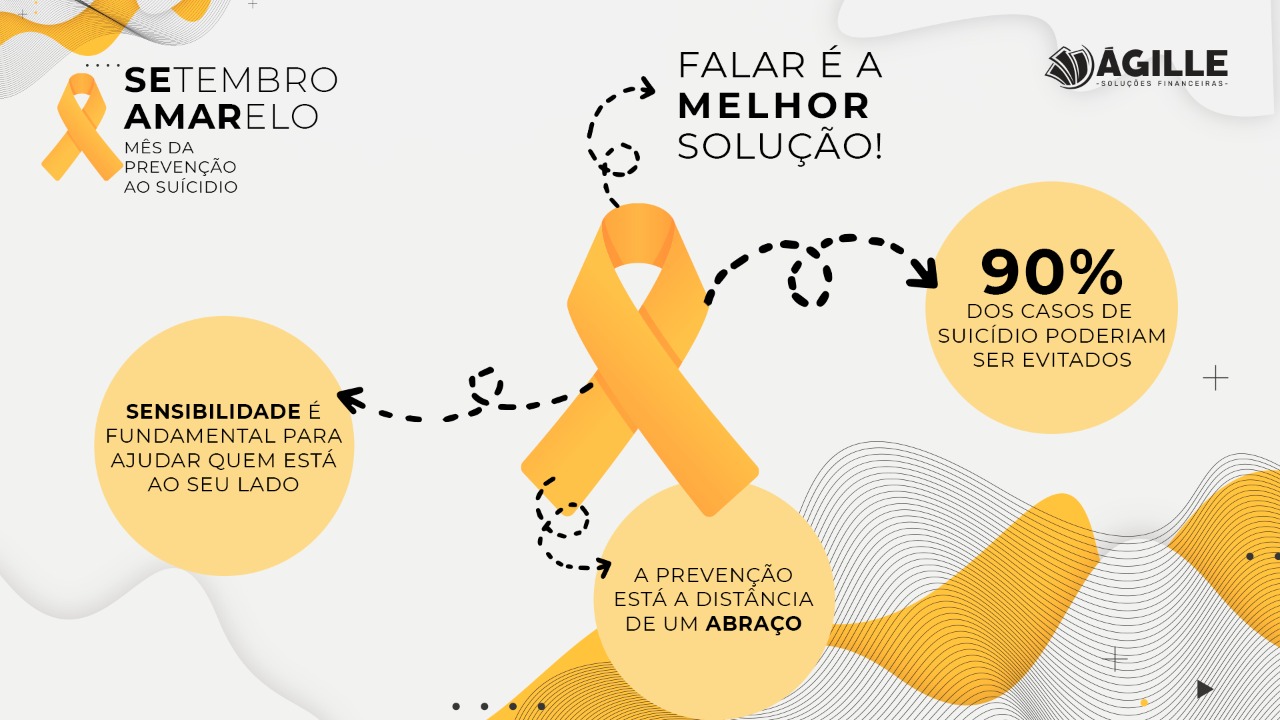 SETEMBRO
AMARELO
MÊS DA
PREVENÇÃO
AO SUÍCIDIO
FALAR É A
MELHOR
SOLUÇÃO!
ÁGILLE
-SOLUÇÕES FINANCEIRAS-
90%
DOS CASOS DE
SUICÍDIO PODERIAM
SER EVITADOS
SENSIBILIDADE É
FUNDAMENTAL PARA
AJUDAR QUEM ESTÁ
AO SEU LADO
A PREVENÇÃO
ESTÁ A DISTÂNCIA
DE UM ABRAÇO